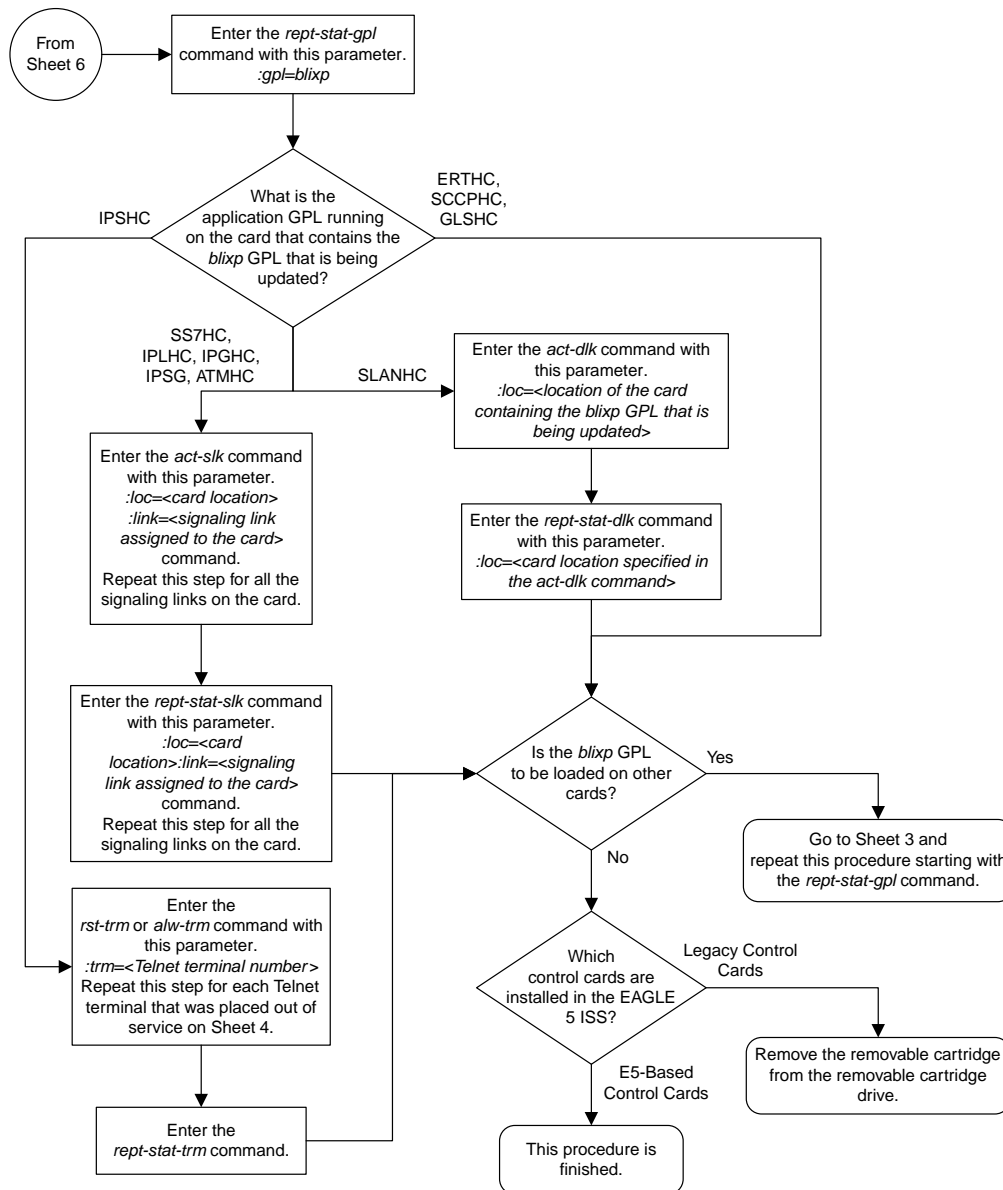 From
Sheet 6
Enter the rept-stat-gpl
command with this parameter.
:gpl=blixp
What is the
application GPL running
on the card that contains the
blixp GPL that is being
updated?
IPSHC
ERTHC,
SCCPHC,
GLSHC
SS7HC,
IPLHC, IPGHC,
IPSG, ATMHC
SLANHC
Enter the act-dlk command with
this parameter.
:loc=<location of the card
containing the blixp GPL that is
being updated>
Enter the act-slk command
with this parameter.
:loc=<card location>
:link=<signaling link
assigned to the card>
command.
Repeat this step for all the
signaling links on the card.
Enter the rept-stat-dlk command
with this parameter.
:loc=<card location specified in
the act-dlk command>
Enter the rept-stat-slk command
with this parameter.
:loc=<card
location>:link=<signaling
link assigned to the card>
command.
Repeat this step for all the
signaling links on the card.
Is the blixp GPL
to be loaded on other
cards?
Yes
No
Go to Sheet 3 and
repeat this procedure starting with
the rept-stat-gpl command.
Enter the
rst-trm or alw-trm command with
this parameter.
:trm=<Telnet terminal number>
Repeat this step for each Telnet
terminal that was placed out of
service on Sheet 4.
Which
control cards are
installed in the EAGLE
5 ISS?
Legacy Control
Cards
Remove the removable cartridge
from the removable cartridge
drive.
E5-Based
Control Cards
Enter the
rept-stat-trm command.
This procedure is
finished.